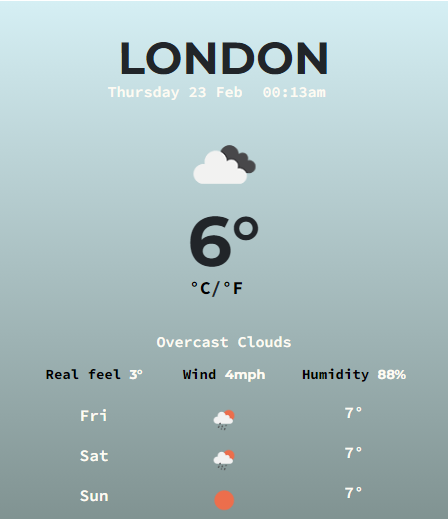 LONDON
Thursday 23 Feb 00:13am
6°
°C/°F
Overcast Clouds
Real feel 3° Wind 4mph Humidity 88%
Fri 7°
Sat 7°
Sun 7°